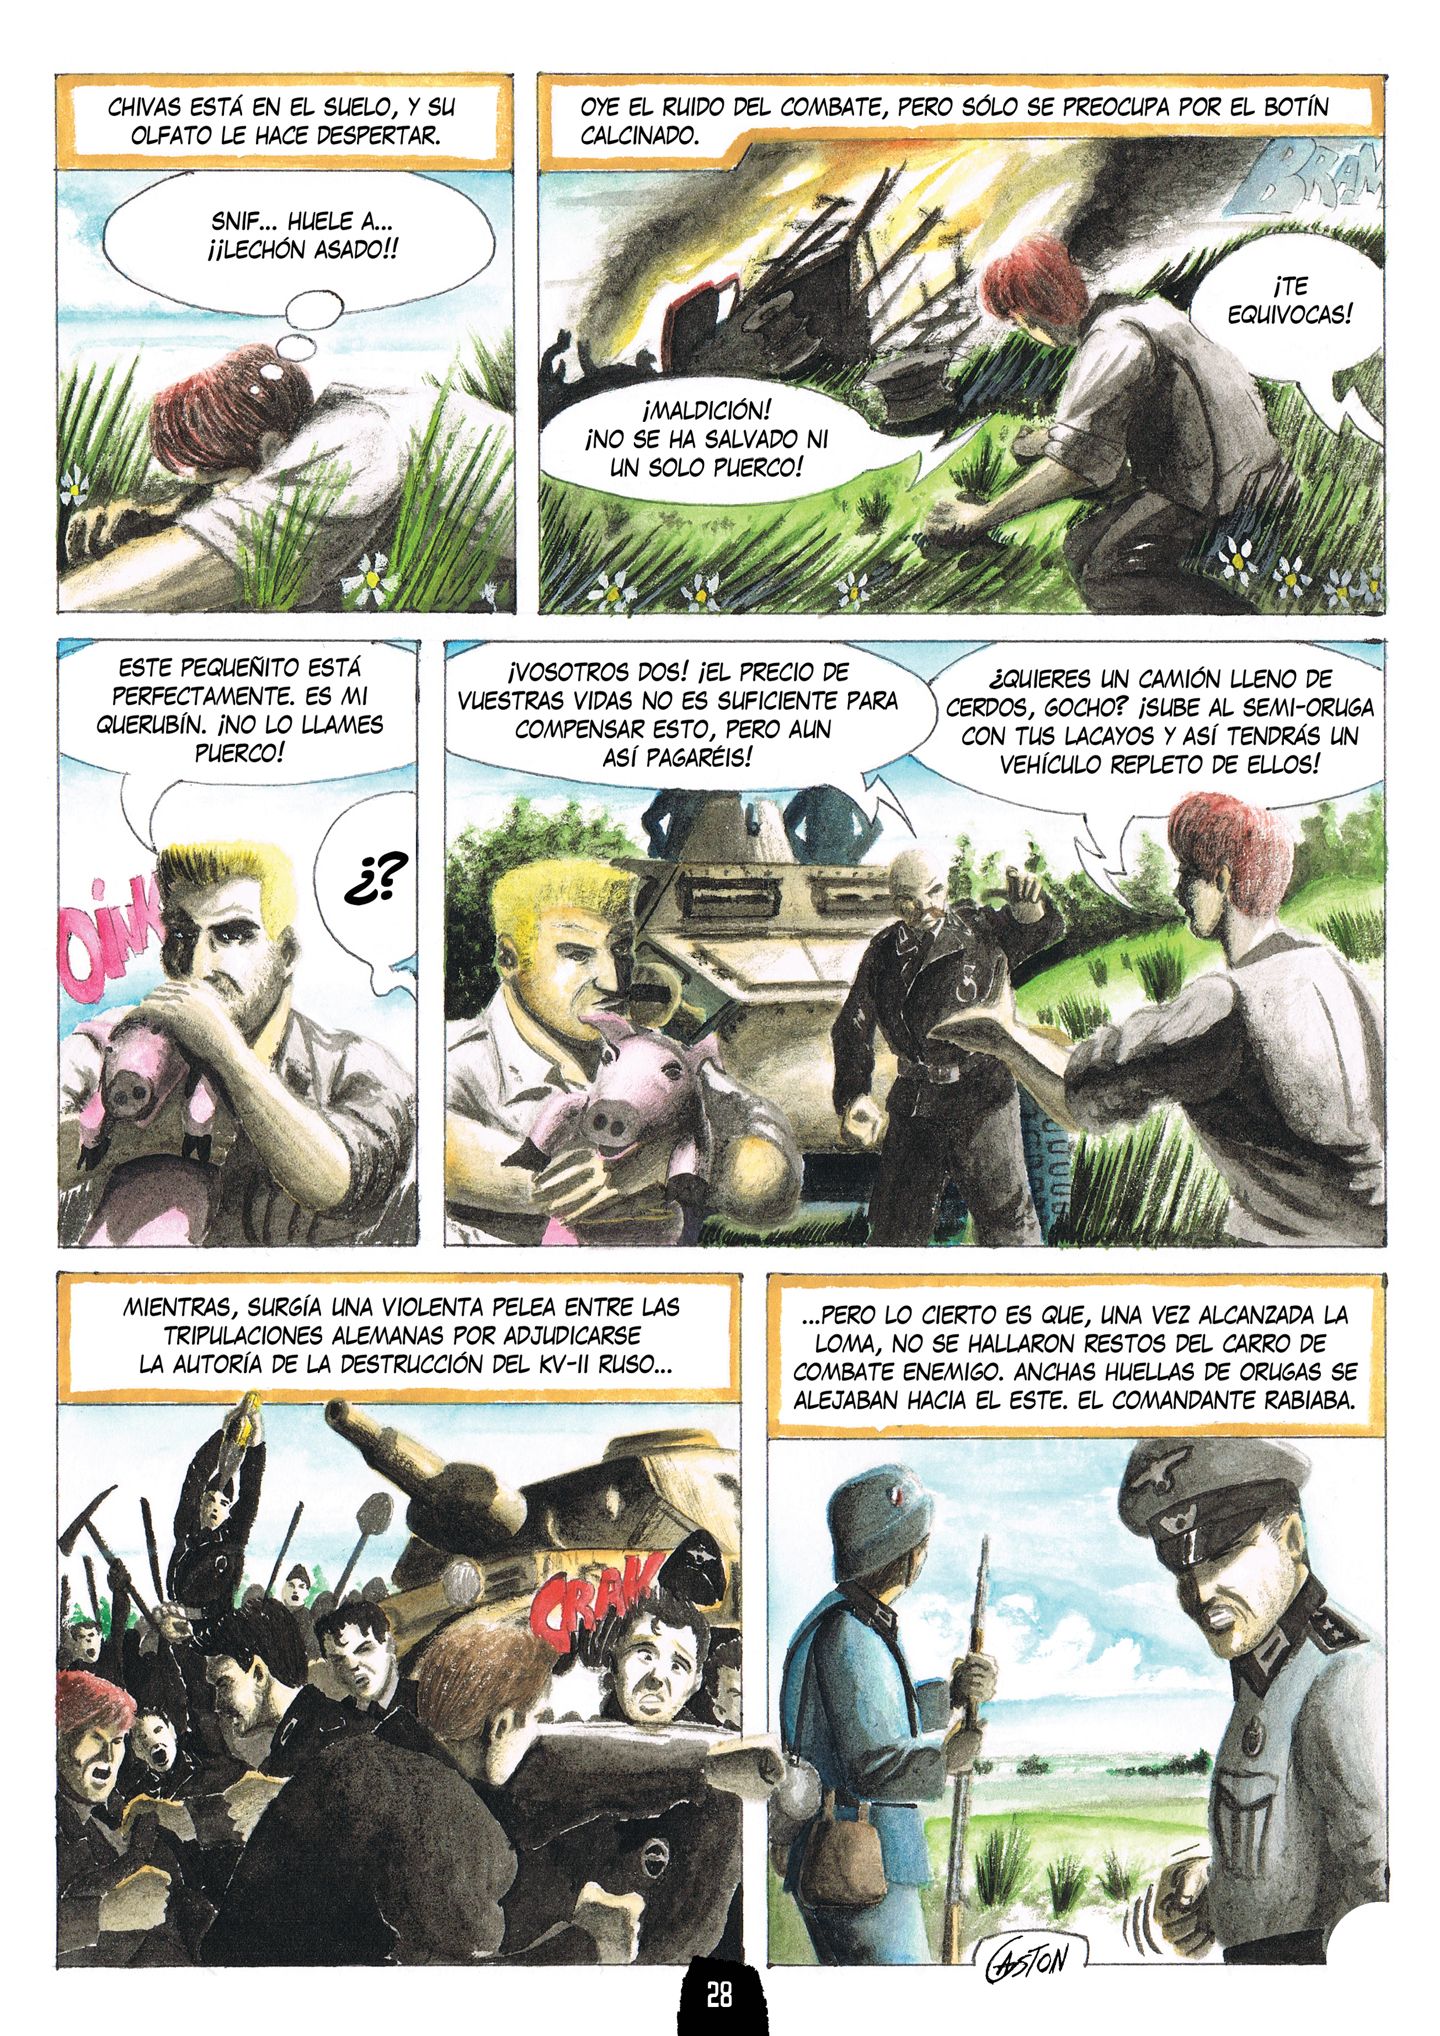 CHIVAS ESTÁ EN EL SUELO, Y SU
OLFATO LE HACE DESPERTAR.
SNIF... HUELE A...
¡¡LECHÓN ASADO!!
OYE EL RUIDO DEL COMBATE, PERO SÓLO SE PREOCUPA POR EL BOTÍN
CALCINADO.
BRAM
¡TE
EQUIVOCAS!
¡MALDICIÓN!
¡NO SE HA SALVADO NI
UN SOLO PUERCO!
ESTE PEQUEÑITO ESTÁ
PERFECTAMENTE. ES MI
QUERUBÍN. ¡NO LO LLAMES
PUERCO!
OINK
¿?
¡VOSOTROS DOS! ¡EL PRECIO DE
VUESTRAS VIDAS NO ES SUFICIENTE PARA
COMPENSAR ESTO, PERO AUN
ASÍ PAGARÉIS!
¿QUIERES UN CAMIÓN LLENO DE
CERDOS, GOCHO? ¡SUBE AL SEMI-ORUGA
CON TUS LACAYOS Y ASÍ TENDRÁS UN
VEHÍCULO REPLETO DE ELLOS!
MIENTRAS, SURGÍA UNA VIOLENTA PELEA ENTRE LAS
TRIPULACIONES ALEMANAS POR ADJUDICARSE
LA AUTORÍA DE LA DESTRUCCIÓN DEL KV-II RUSO...
CRAK
...PERO LO CIERTO ES QUE, UNA VEZ ALCANZADA LA
LOMA, NO SE HALLARON RESTOS DEL CARRO DE
COMBATE ENEMIGO. ANCHAS HUELLAS DE ORUGAS SE
ALEJABAN HACIA EL ESTE. EL COMANDANTE RABIABA.
GASTON
28